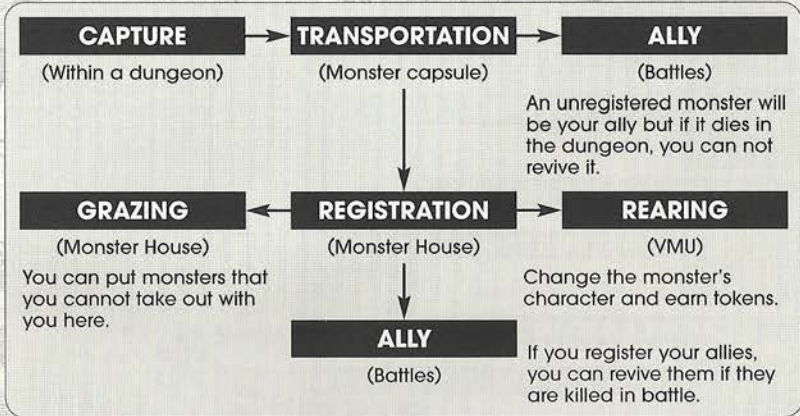 CAPTURE
(Within a dungeon)
TRANSPORTATION
(Monster capsule)
ALLY
(Battles)
An unregistered monster will
be your ally but if it dies in
the dungeon, you can not
revive it.
GRAZING
(Monster House)
You can put monsters that
you cannot take out with
you here.
REGISTRATION
(Monster House)
REARING
(VMU)
Change the monster's
character and earn tokens.
ALLY
(Battles)
If you register your allies,
you can revive them if they
are killed in battle.